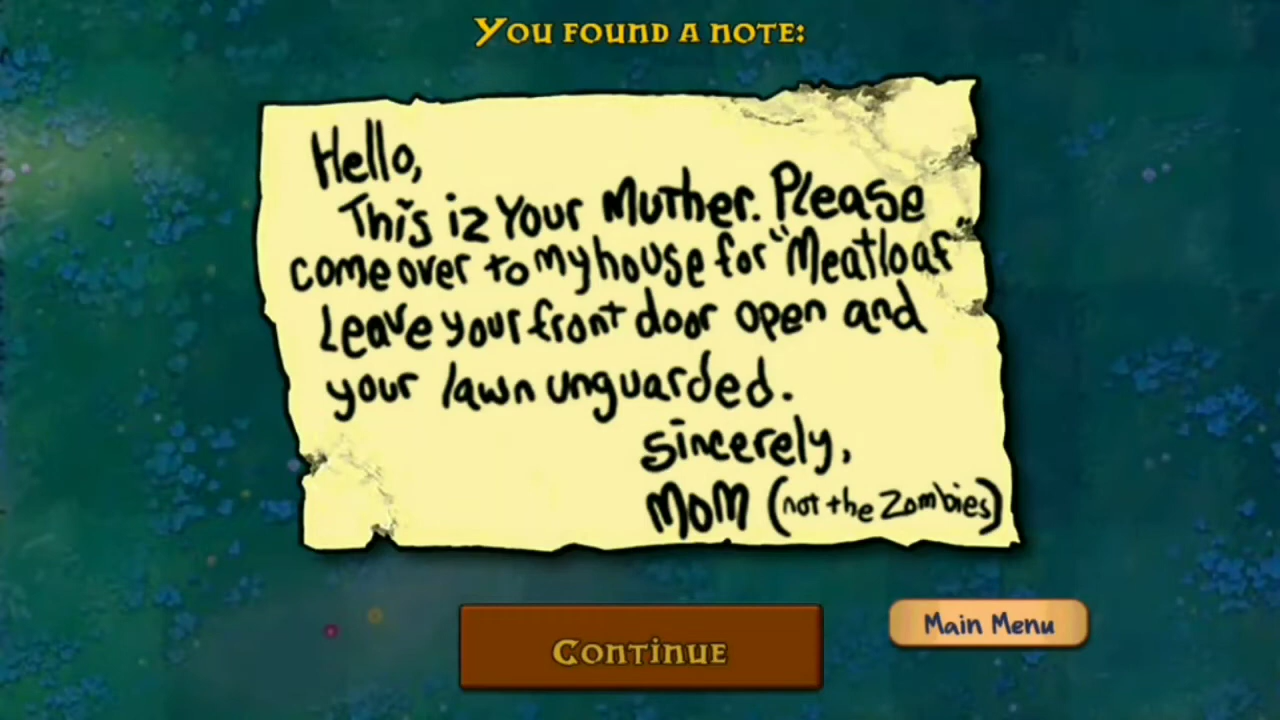 You found a note:
Hello,
This iz Your Muther. Please
come over to my house for "Meatloaf"
Leave your front door open and
your lawn unguarded.
Sincerely,
MOM (not the Zombies)
Continue
Main Menu